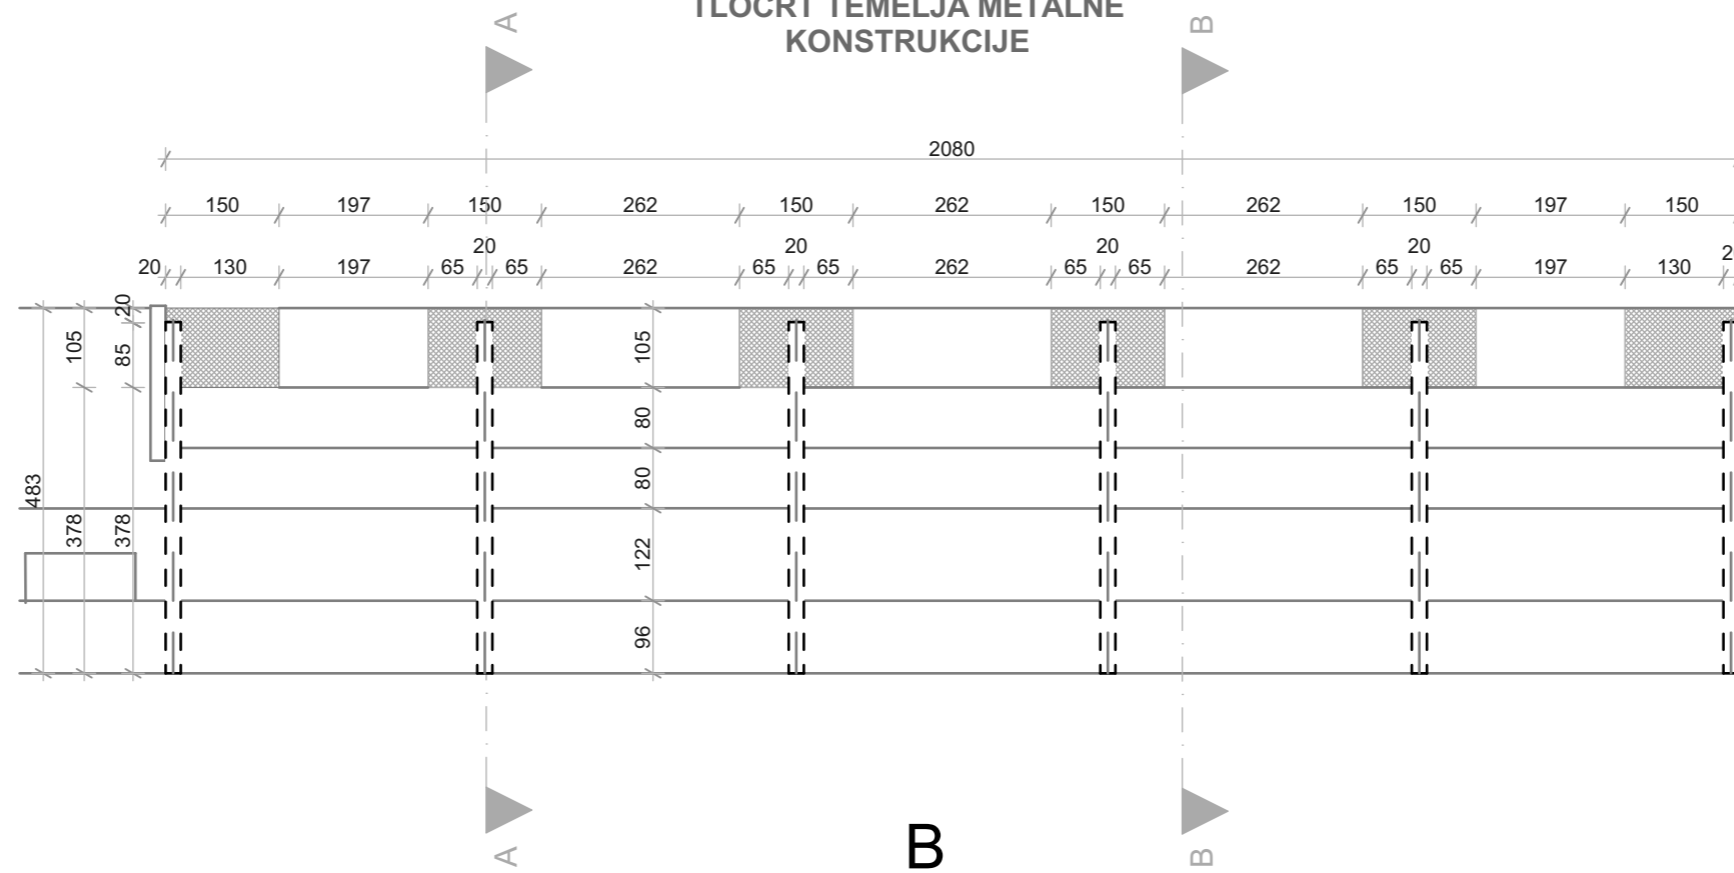 TLOCRT TEMELJA METALNE
KONSTRUKCIJE
A
B
2080
150 197 150 262 150 262 150 262 150 197 150
20 20 20 20
20 130 197 65 65 262 65 65 262 65 65 262 65 65 197 130
20
105
85
105
80
80
483
378
378
122
96
B
A
B